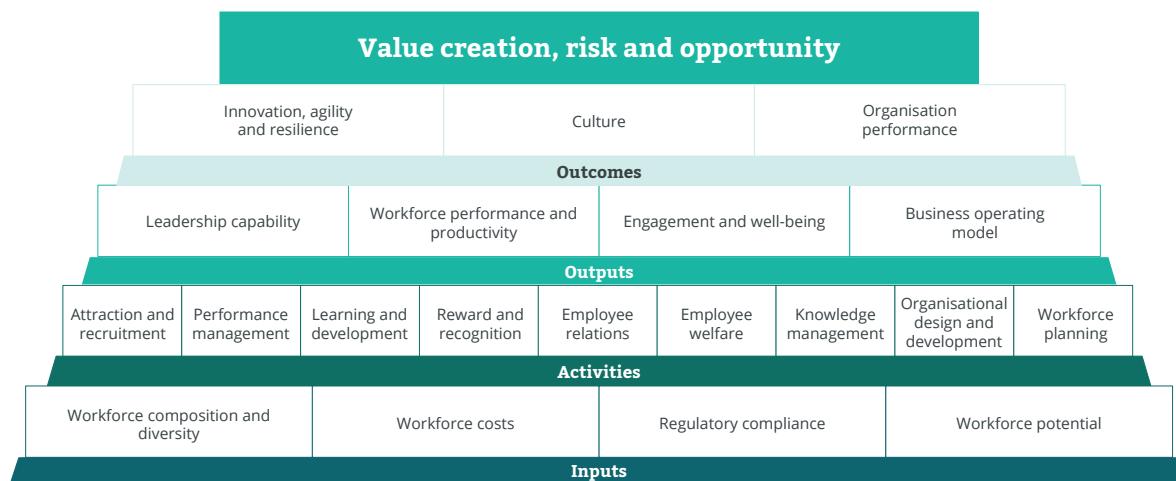 Value creation, risk and opportunity
Innovation, agility
and resilience
Culture
Organisation
performance
Outcomes
Leadership capability
Workforce performance and
productivity
Engagement and well-being
Business operating
model
Outputs
Attraction and
recruitment
Performance
management
Learning and
development
Reward and
recognition
Employee
relations
Employee
welfare
Knowledge
management
Organisational
design and
development
Workforce
planning
Activities
Workforce composition and
diversity
Workforce costs
Regulatory compliance
Workforce potential
Inputs